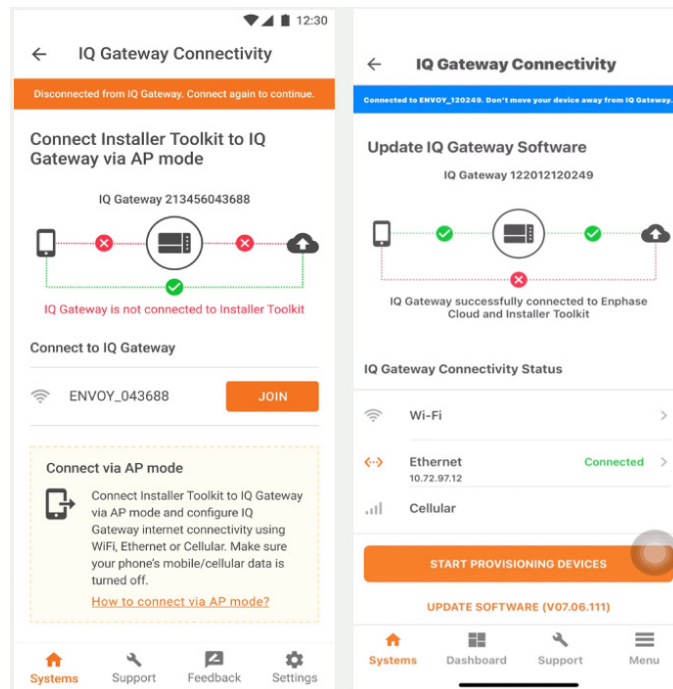 12:30
IQ Gateway Connectivity
Disconnected from IQ Gateway. Connect again to continue.
Connect Installer Toolkit to IQ
Gateway via AP mode
IQ Gateway 213456043688
IQ Gateway is not connected to Installer Toolkit
Connect to IQ Gateway
ENVOY_043688
JOIN
Connect via AP mode
Connect Installer Toolkit to IQ Gateway
via AP mode and configure IQ
Gateway internet connectivity using
WiFi, Ethernet or Cellular. Make sure
your phone's mobile/cellular data is
turned off.
How to connect via AP mode?
Systems
Support
Feedback
Settings
IQ Gateway Connectivity
Connected to ENVOY_120249. Don't move your device away from IQ Gateway.
Update IQ Gateway Software
IQ Gateway 122012120249
IQ Gateway successfully connected to Enphase
Cloud and Installer Toolkit
IQ Gateway Connectivity Status
Wi-Fi
Ethernet
Connected
10.72.97.12
Cellular
START PROVISIONING DEVICES
UPDATE SOFTWARE (V07.06.111)
Systems
Dashboard
Support
Menu